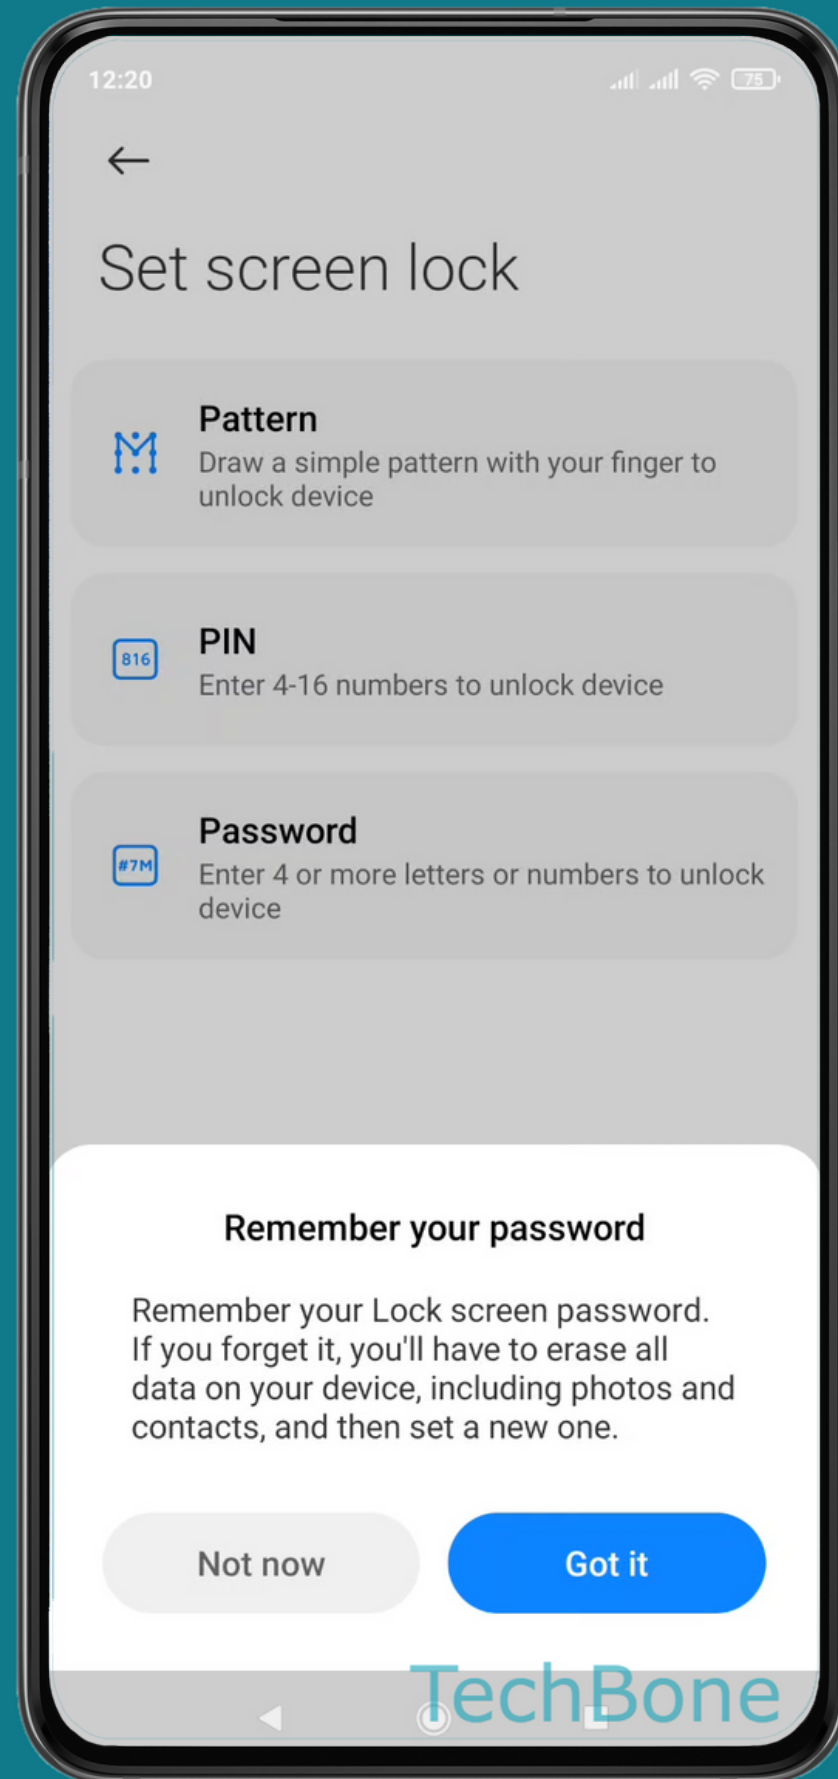 12:20
75
Set screen lock
Pattern
Draw a simple pattern with your finger to
unlock device
816
PIN
Enter 4-16 numbers to unlock device
#7M
Password
Enter 4 or more letters or numbers to unlock
device
Remember your password
Remember your Lock screen password.
If you forget it, you'll have to erase all
data on your device, including photos and
contacts, and then set a new one.
Not now
Got it
TechBone